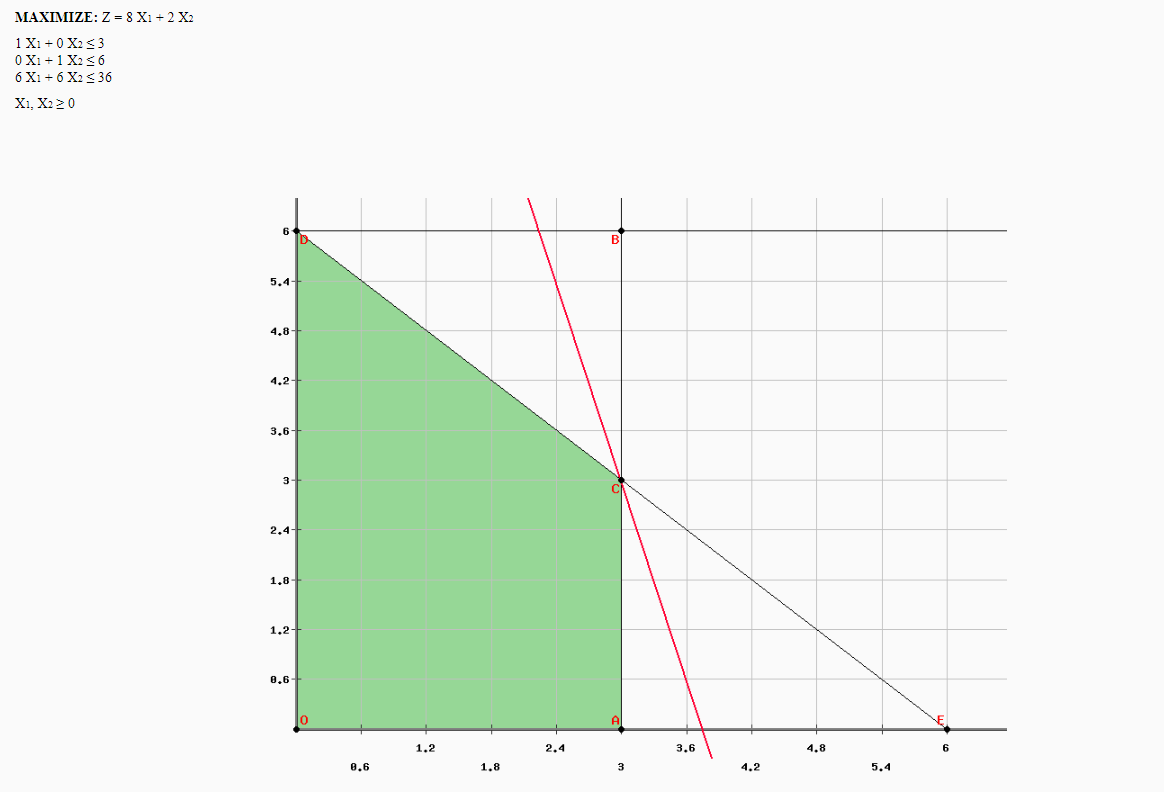 MAXIMIZE: Z = 8 X1 + 2 X2
1 X1 + 0 X2 ≤ 3
0 X1 + 1 X2 ≤ 6
6 X1 + 6 X2 ≤ 36
X1, X2 ≥ 0
6
D
B
5.4
4.8
4.2
3.6
3
C
2.4
1.8
1.2
0.6
O
A
E
1.2
2.4
3.6
4.8
6
0.6
1.8
3
4.2
5.4